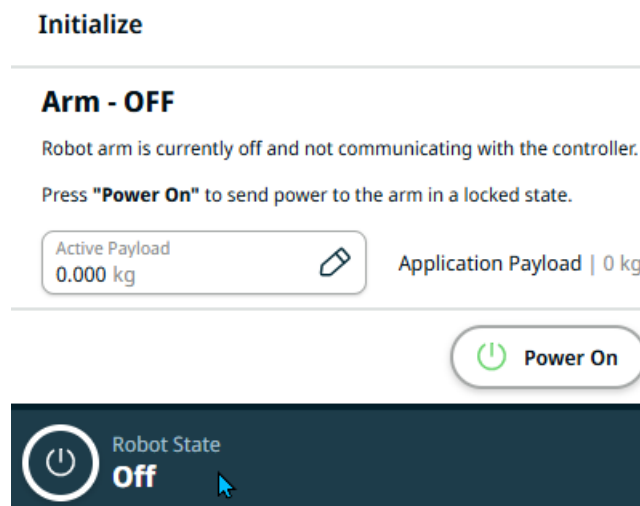 Initialize
Arm - OFF
Robot arm is currently off and not communicating with the controller.
Press "Power On" to send power to the arm in a locked state.
Active Payload
0.000 kg
Application Payload | 0 kg
Power On
Robot State
Off